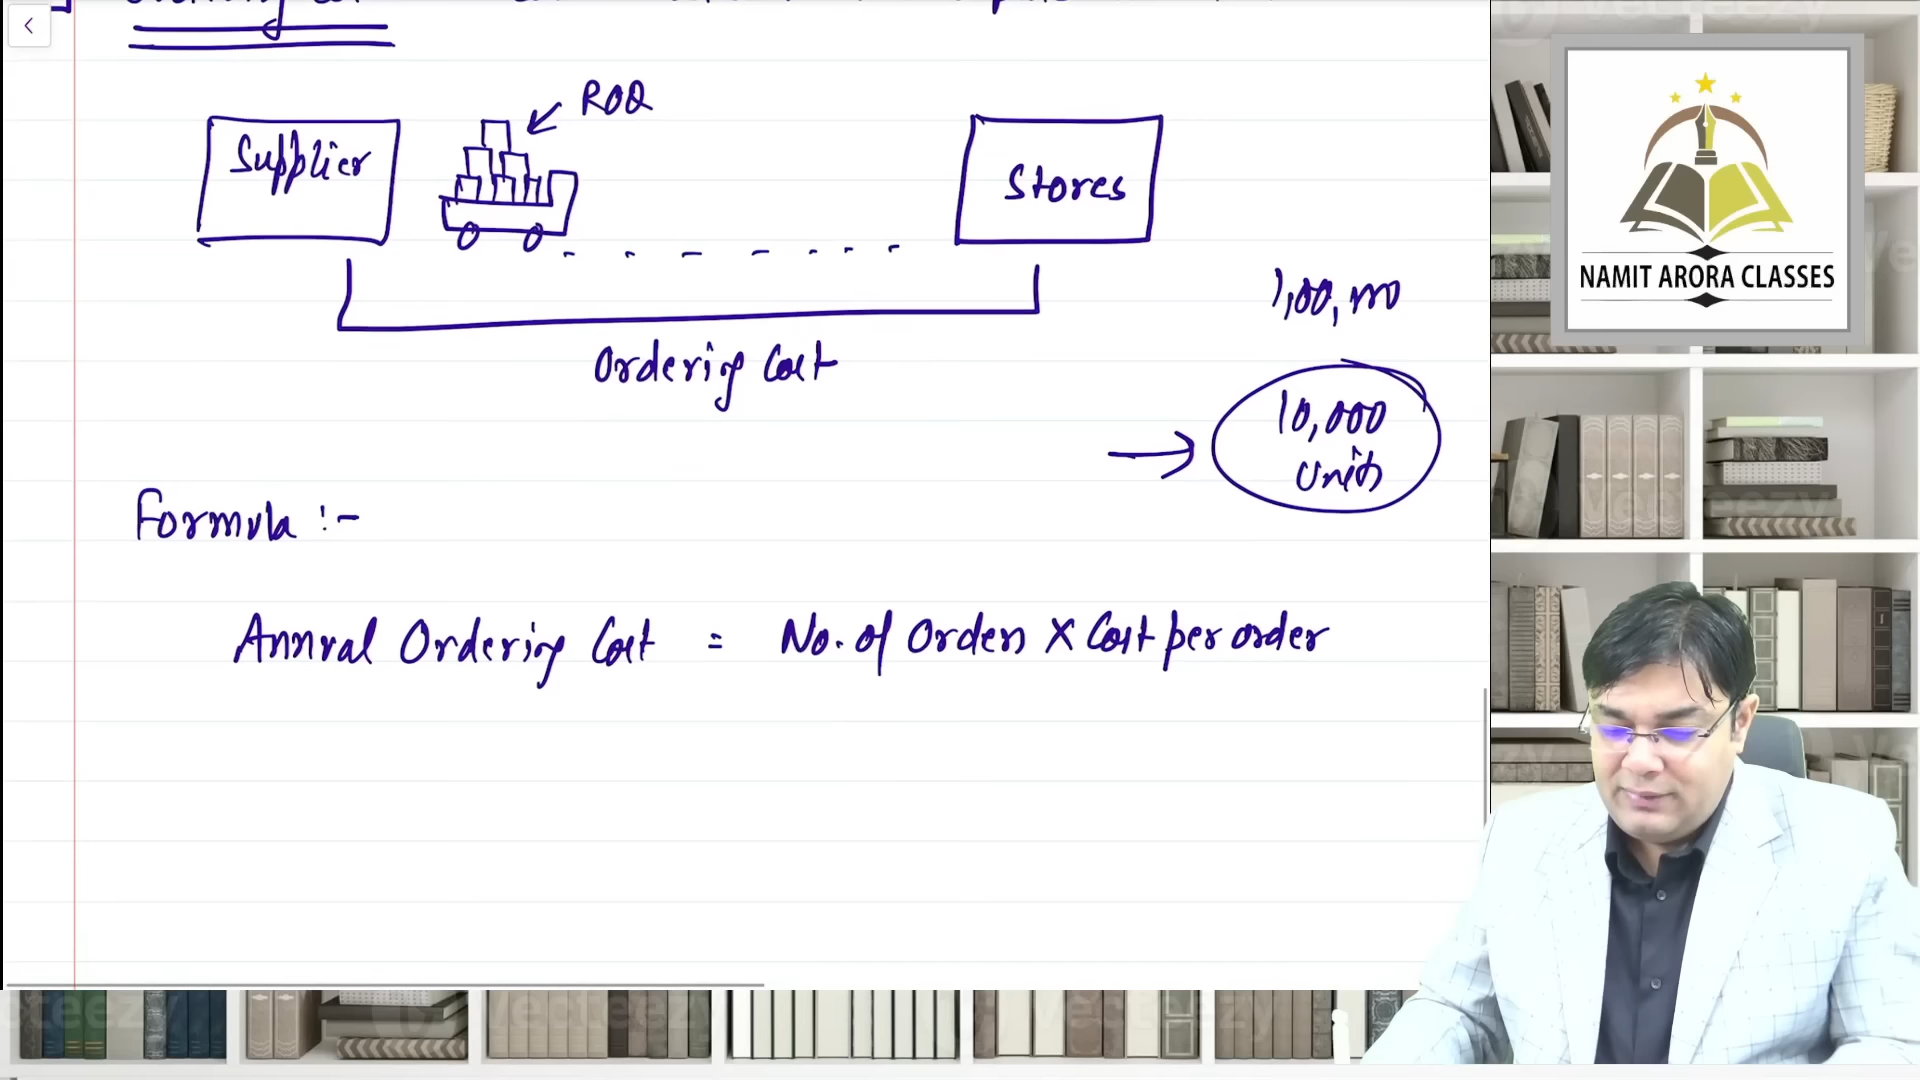 ROQ
Supplier
Stores
1,00,000
Ordering Cost
10,000
Units
Formula :-
Annual Ordering Cost = No. of Orders X Cost per order
NAMIT ARORA CLASSES